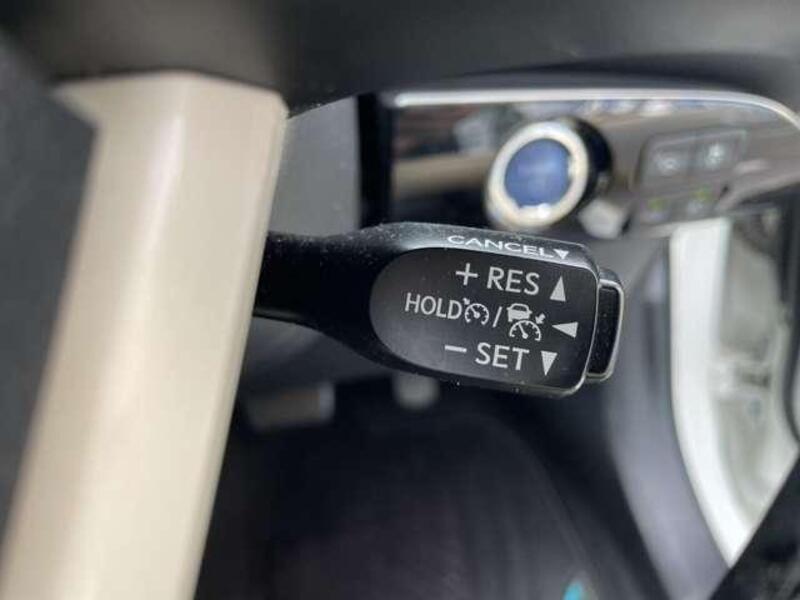 CANCEL▼
+ RES ▲
HOLD / ◀
− SET ▼